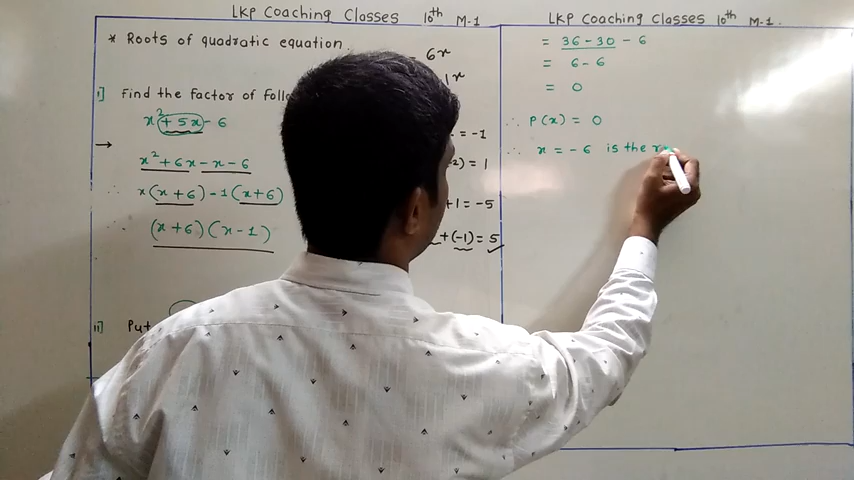 LKP Coaching Classes 10th M-1
* Roots of quadratic equation.
i] Find the factor of
x² + 5x - 6
→
x² + 6x - x - 6
∴ x(x + 6) - 1(x + 6)
∴ (x + 6)(x - 1)
ii] Put
6x
1x
= -1
) = 1
+ 1 = -5
+ (-1) = 5 ✓
LKP Coaching Classes 10th M-1.
= 36 - 30 - 6
= 6 - 6
= 0
∴ P(x) = 0
∴ x = -6 is the